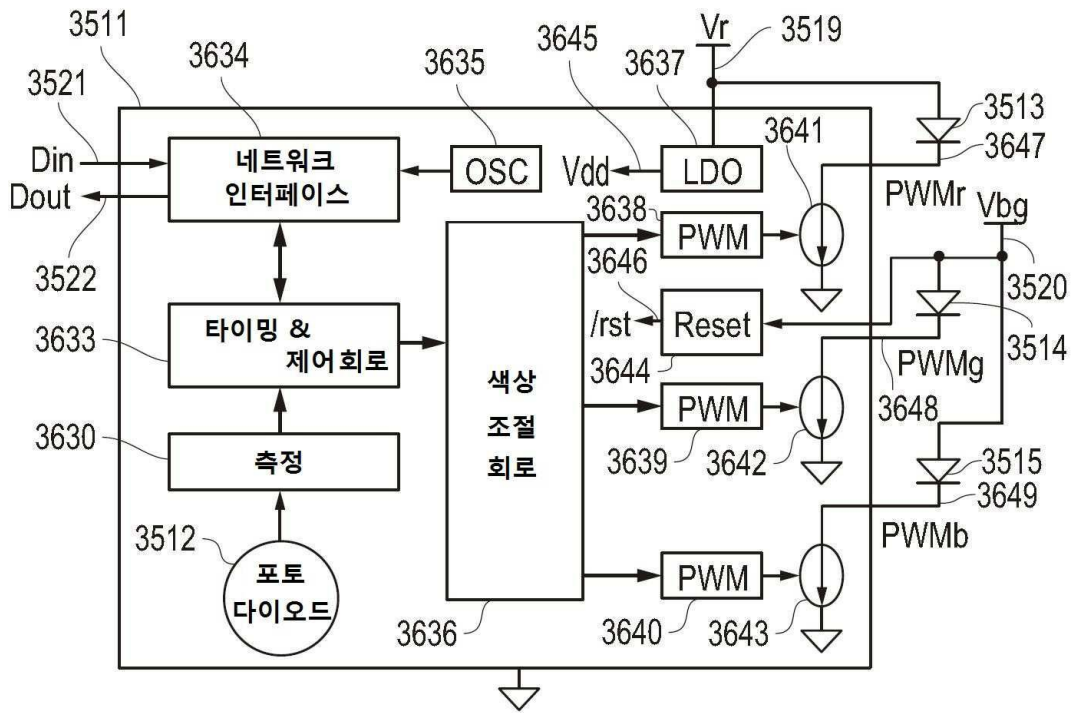 3511
3634
3635
3645
3637
Vr
3519
3521
3641
3513
3647
Din
Dout
네트워크
인터페이스
OSC
Vdd
LDO
PWMr
3638
PWM
Vbg
3522
3646
3520
3633
타이밍 &
제어회로
/rst
Reset
3514
3644
PWMg
3648
색상
조절
회로
3630
측정
PWM
3639
3642
3515
3649
3512
PWMb
포토
다이오드
PWM
3636
3640
3643